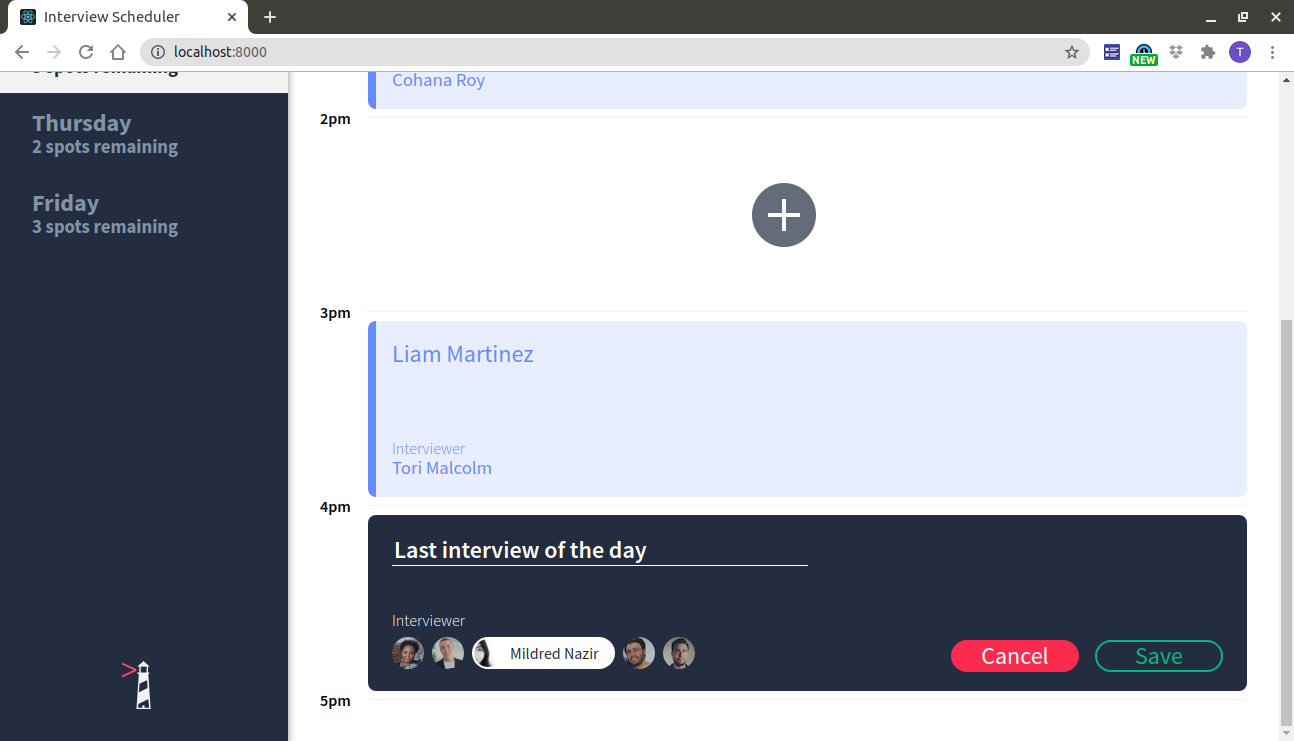 Interview Scheduler
localhost:8000
NEW
T
spots remaining
Thursday
2 spots remaining
Friday
3 spots remaining
Cohana Roy
2pm
3pm
Liam Martinez
Interviewer
Tori Malcolm
4pm
Last interview of the day
Interviewer
Mildred Nazir
Cancel
Save
5pm